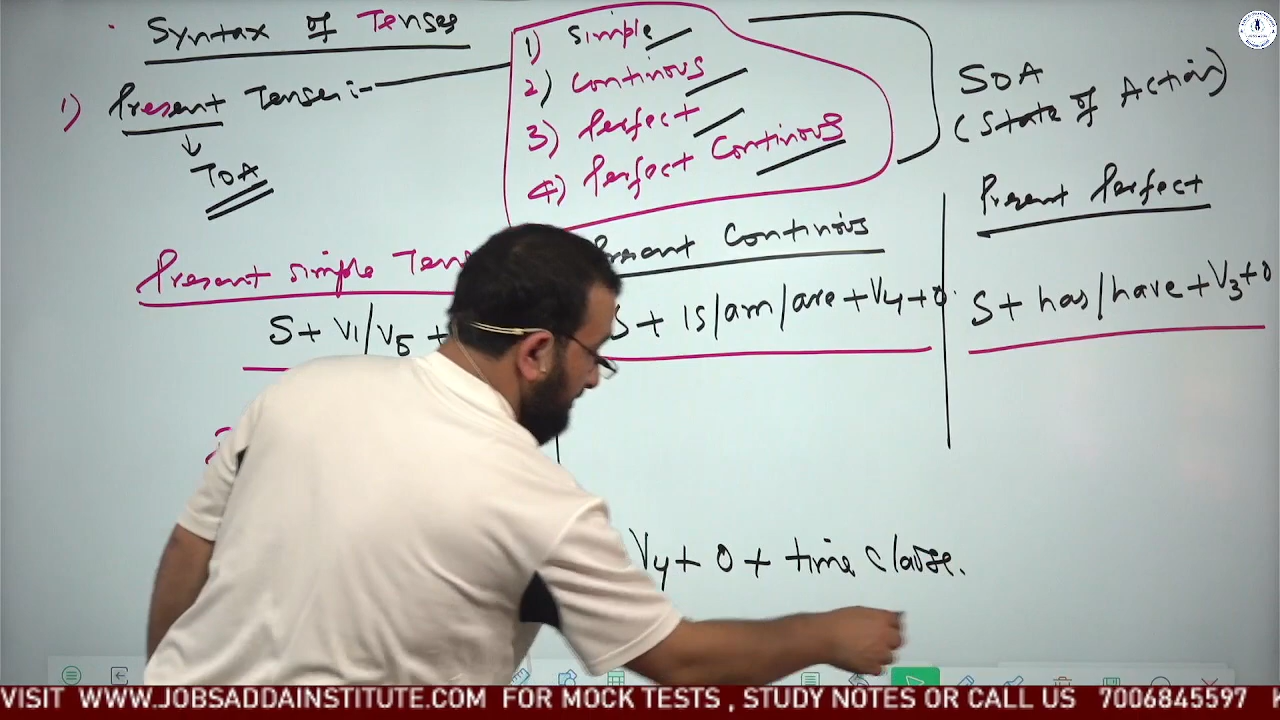 Syntax of Tenses
1) Present Tense :-
TOA
1) Simple
2) Continous
3) Perfect
4) Perfect Continous
SOA
(State of Action)
Present Simple Tens
S + V1/V5 +
Present Continous
S + is/am/are + V4 + O.
Present Perfect
S + has/have + V3 + O
V4 + O + time clause.
VISIT WWW.JOBSADDAINSTITUTE.COM FOR MOCK TESTS , STUDY NOTES OR CALL US 7006845597